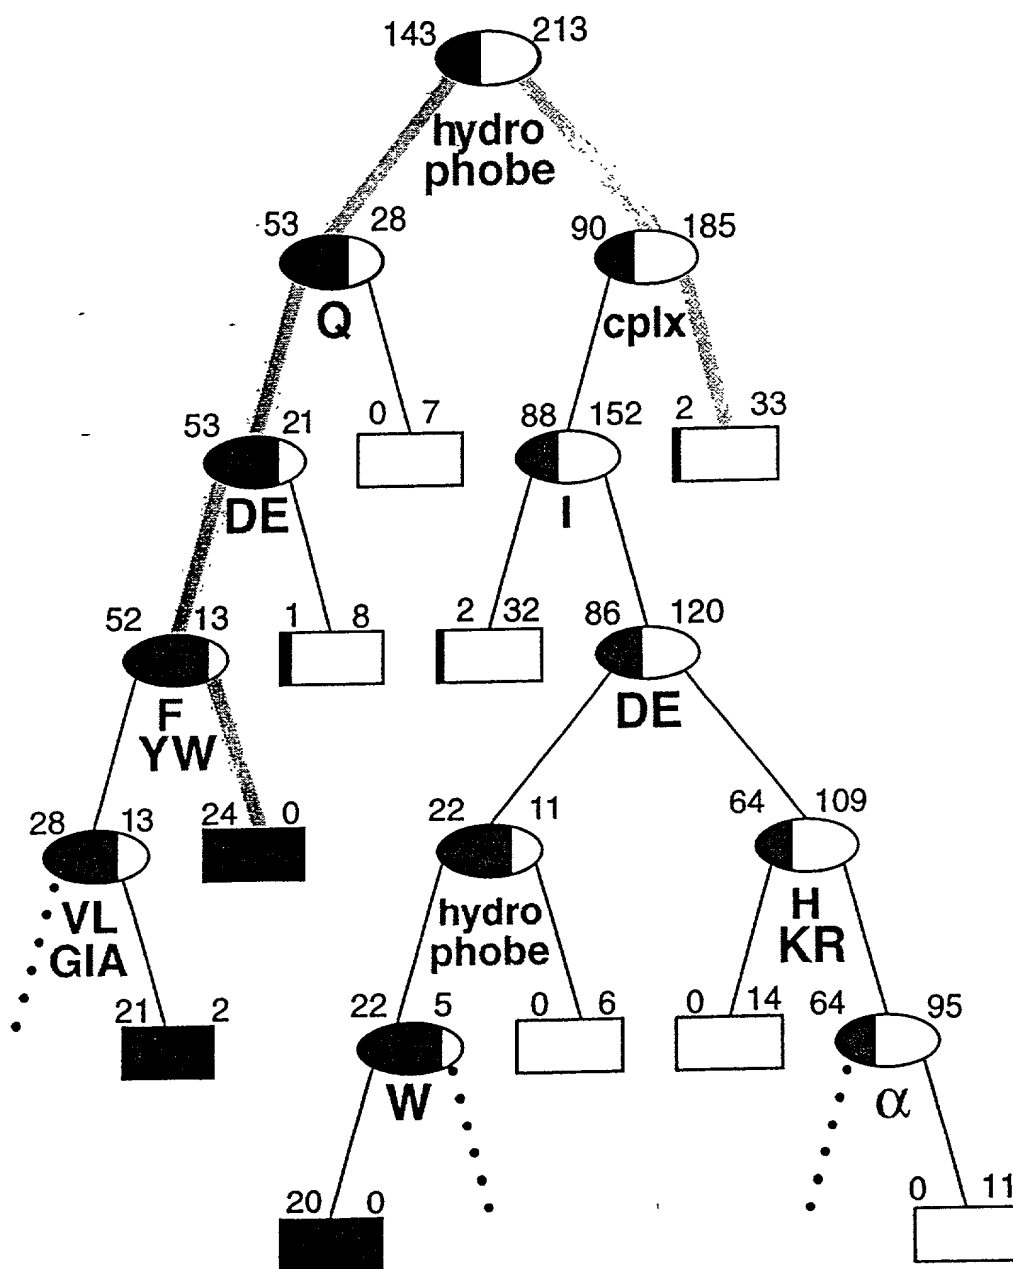 143 213
hydro
phobe
53 28
90 185
Q
cplx
53 21
0 7
88 152
2 33
DE
I
52 13
1 8
2 32
86 120
F
YW
DE
28 13
24 0
22 11
64 109
VL
GIA
hydro
phobe
H
KR
21 2
22 5
0 6
0 14
64 95
W
α
20 0
0 11